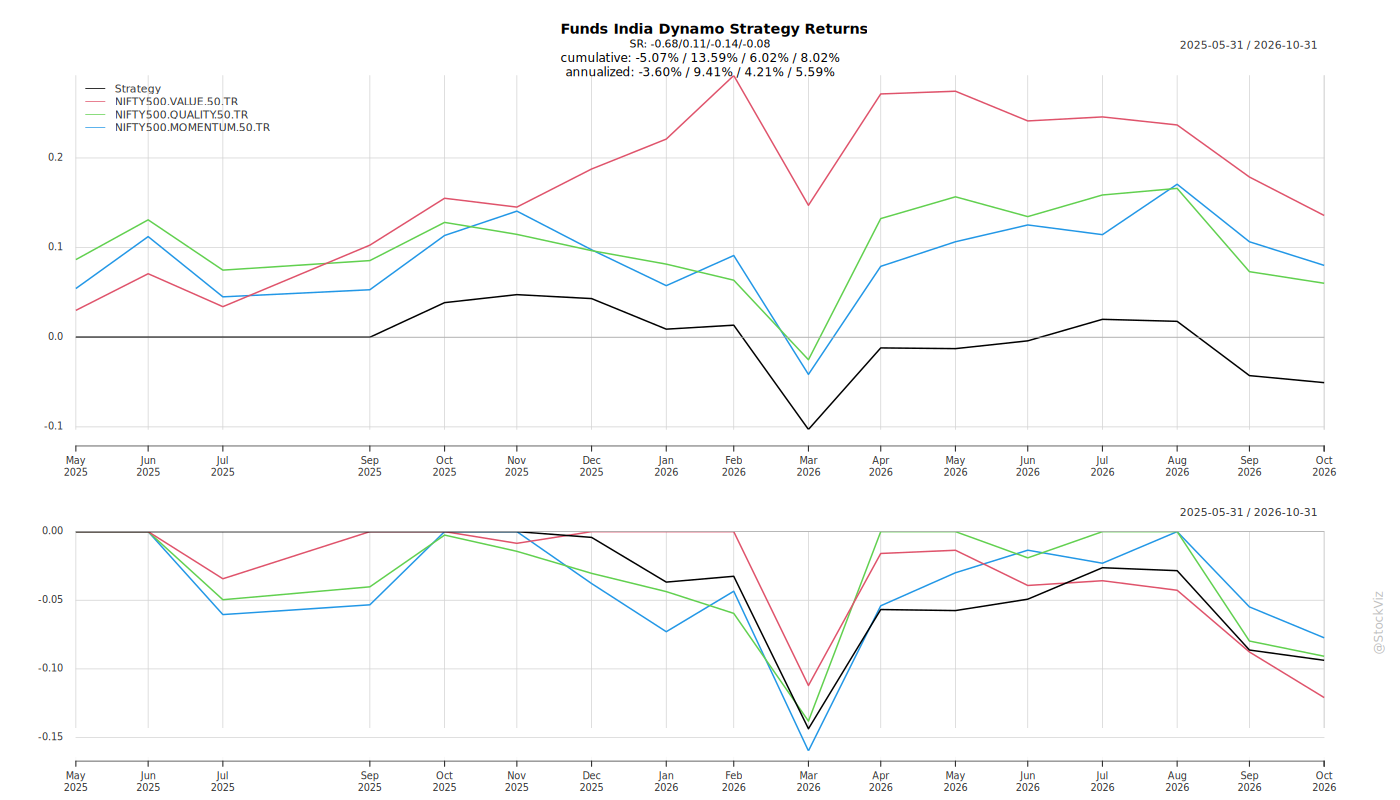 Funds India Dynamo Strategy Returns
SR: -0.68/0.11/-0.14/-0.08
cumulative: -5.07% / 13.59% / 6.02% / 8.02%
annualized: -3.60% / 9.41% / 4.21% / 5.59%
2025-05-31 / 2026-10-31
Strategy
NIFTY500.VALUE.50.TR
NIFTY500.QUALITY.50.TR
NIFTY500.MOMENTUM.50.TR
0.2
0.1
0.0
-0.1
May Jun Jul Sep Oct Nov Dec Jan Feb Mar Apr May Jun Jul Aug Sep Oct
2025 2025 2025 2025 2025 2025 2025 2026 2026 2026 2026 2026 2026 2026 2026 2026 2026
2025-05-31 / 2026-10-31
0.00
-0.05
-0.10
-0.15
May Jun Jul Sep Oct Nov Dec Jan Feb Mar Apr May Jun Jul Aug Sep Oct
2025 2025 2025 2025 2025 2025 2025 2026 2026 2026 2026 2026 2026 2026 2026 2026 2026
@StockViz